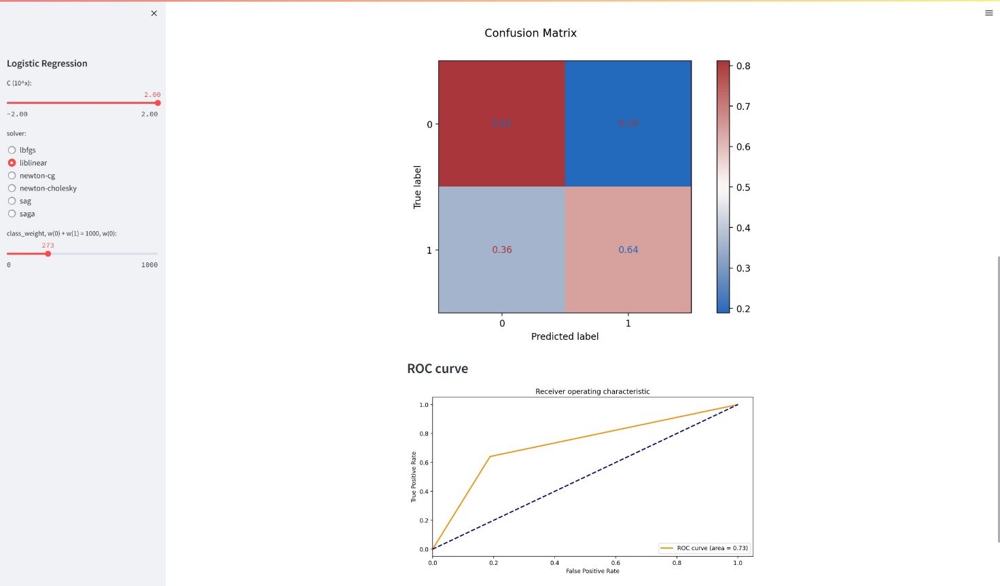 ×
Logistic Regression
C (10^x):
2.00
-2.00 2.00
solver:
lbfgs
liblinear
newton-cg
newton-cholesky
sag
saga
class_weight, w(0) + w(1) = 1000, w(0):
273
0 1000
Confusion Matrix
True label
0
0.81 0.19
1
0.36 0.64
0 1
Predicted label
0.8
0.7
0.6
0.5
0.4
0.3
0.2
ROC curve
Receiver operating characteristic
True Positive Rate
1.0
0.8
0.6
0.4
0.2
0.0
ROC curve (area = 0.73)
0.0 0.2 0.4 0.6 0.8 1.0
False Positive Rate